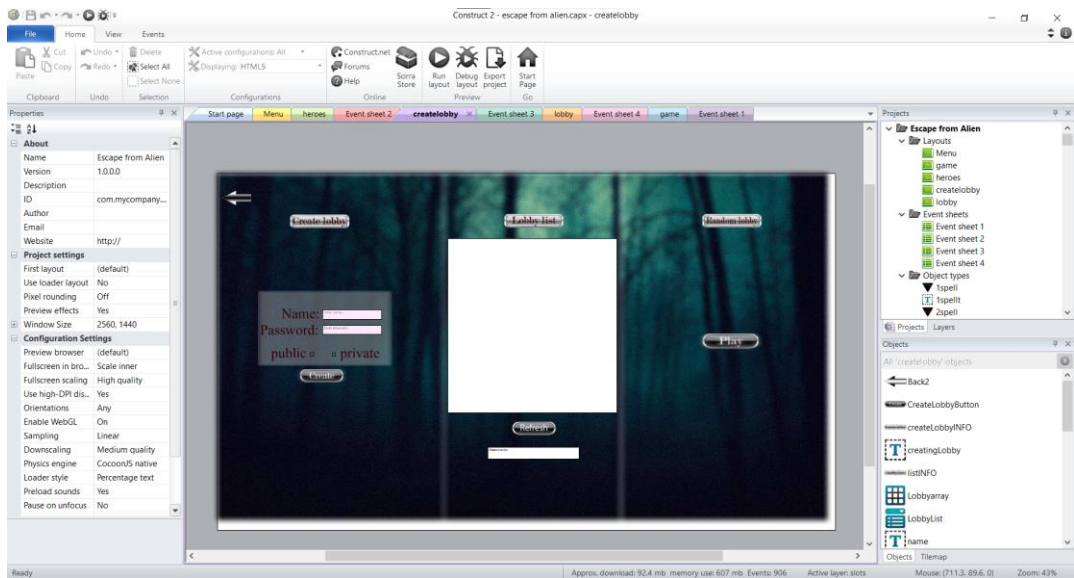 Construct 2 - escape from alien.capx - createlobby
File Home View Events
Paste
Cut
Copy
Undo
Redo
Delete
Select All
Select None
Active configurations: All
Displaying: HTML5
Construct.net
Forums
Help
Scirra Store
Run layout
Debug layout
Export project
Start Page
Clipboard Undo Selection Configurations Online Preview Go
Properties
Start page Menu heroes Event sheet 2 createlobby Event sheet 3 lobby Event sheet 4 game Event sheet 1
About
Name Escape from Alien
Version 1.0.0.0
Description
ID com.mycompany...
Author
Email
Website http://
Project settings
First layout (default)
Use loader layout No
Pixel rounding Off
Preview effects Yes
Window Size 2560, 1440
Configuration Settings
Preview browser (default)
Fullscreen in bro... Scale inner
Fullscreen scaling High quality
Use high-DPI dis... Yes
Orientations Any
Enable WebGL On
Sampling Linear
Downscaling Medium quality
Physics engine CocoonJS native
Loader style Percentage text
Preload sounds Yes
Pause on unfocus No
Create lobby
Lobby list
Random lobby
Name:
Password:
public private
Create
Refresh
Play
Projects
Escape from Alien
Layouts
Menu
game
heroes
createlobby
lobby
Event sheets
Event sheet 1
Event sheet 2
Event sheet 3
Event sheet 4
Object types
1spell
1spellt
2spell
Projects Layers
Objects
All 'createlobby' objects
Back2
CreateLobbyButton
createLobbyINFO
creatingLobby
listINFO
Lobbyarray
LobbyList
name
Objects Tilemap
Ready
Approx. download: 92.4 mb memory use: 607 mb Events: 906 Active layer: slots Mouse: (711.3, 89.6, 0) Zoom: 43%